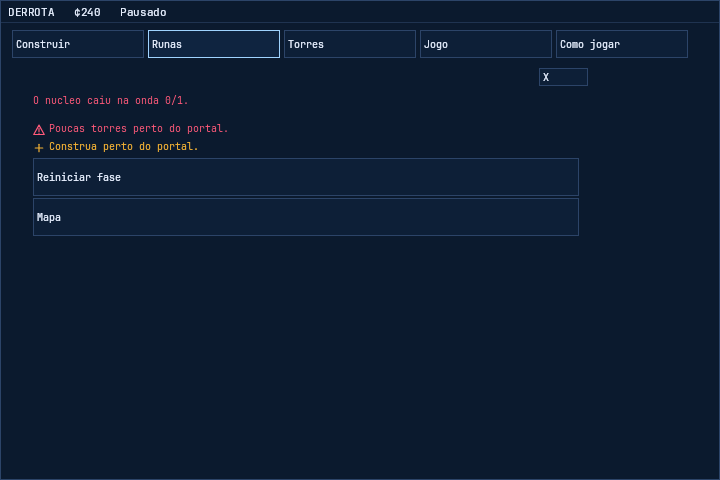 DERROTA ¢240 Pausado
Construir Runas Torres Jogo Como jogar
X
O nucleo caiu na onda 0/1.
Poucas torres perto do portal.
Construa perto do portal.
Reiniciar fase
Mapa